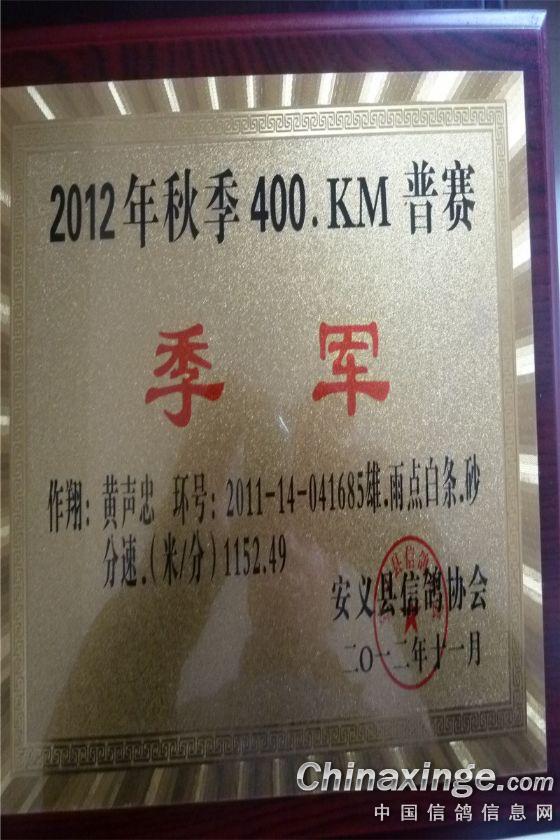 2012年秋季400.KM普赛
季军
作翔：黄声忠 环号：2011-14-041685雄.雨点白条.砂
分速.(米/分)1152.49
安义县信鸽协会
二〇一二年十一月
县信鸽
Chinaxinge.com
中国信鸽信息网